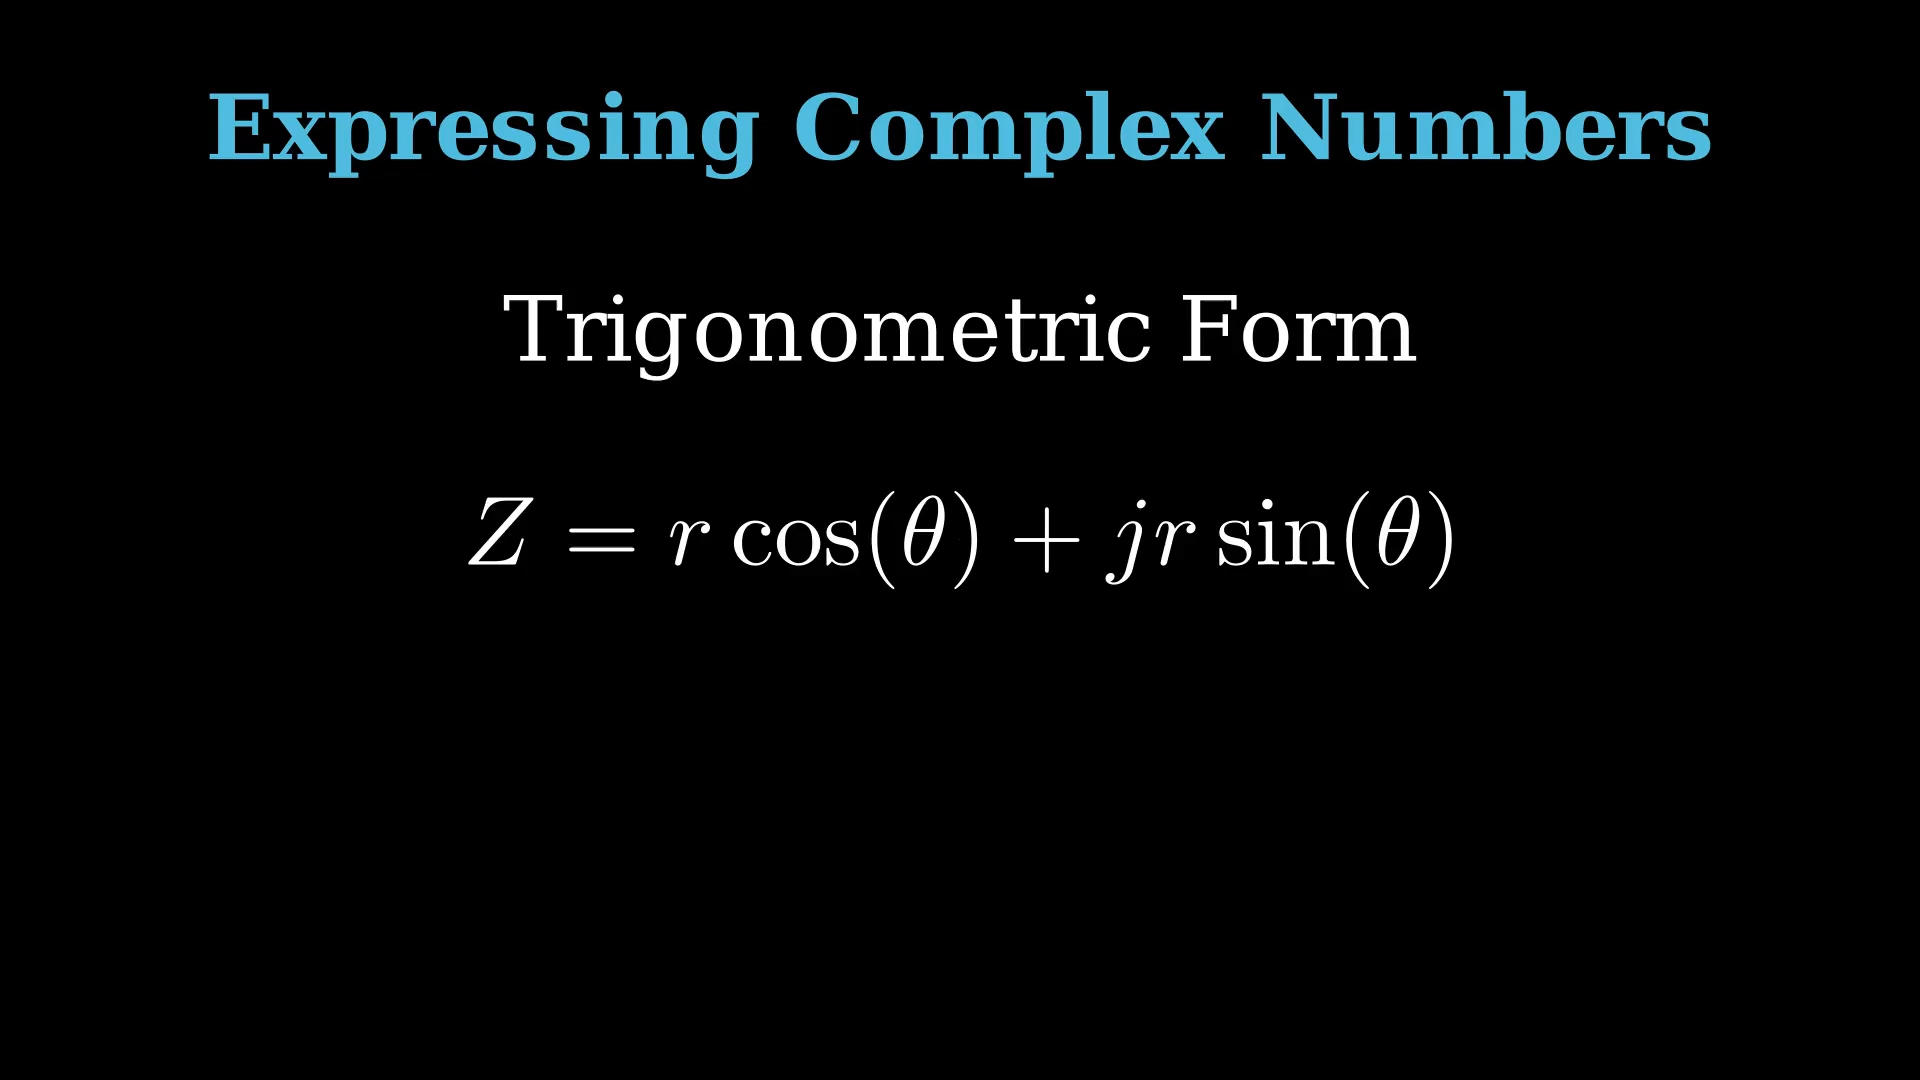 Expressing Complex Numbers
Trigonometric Form
Z = r cos(θ) + jr sin(θ)